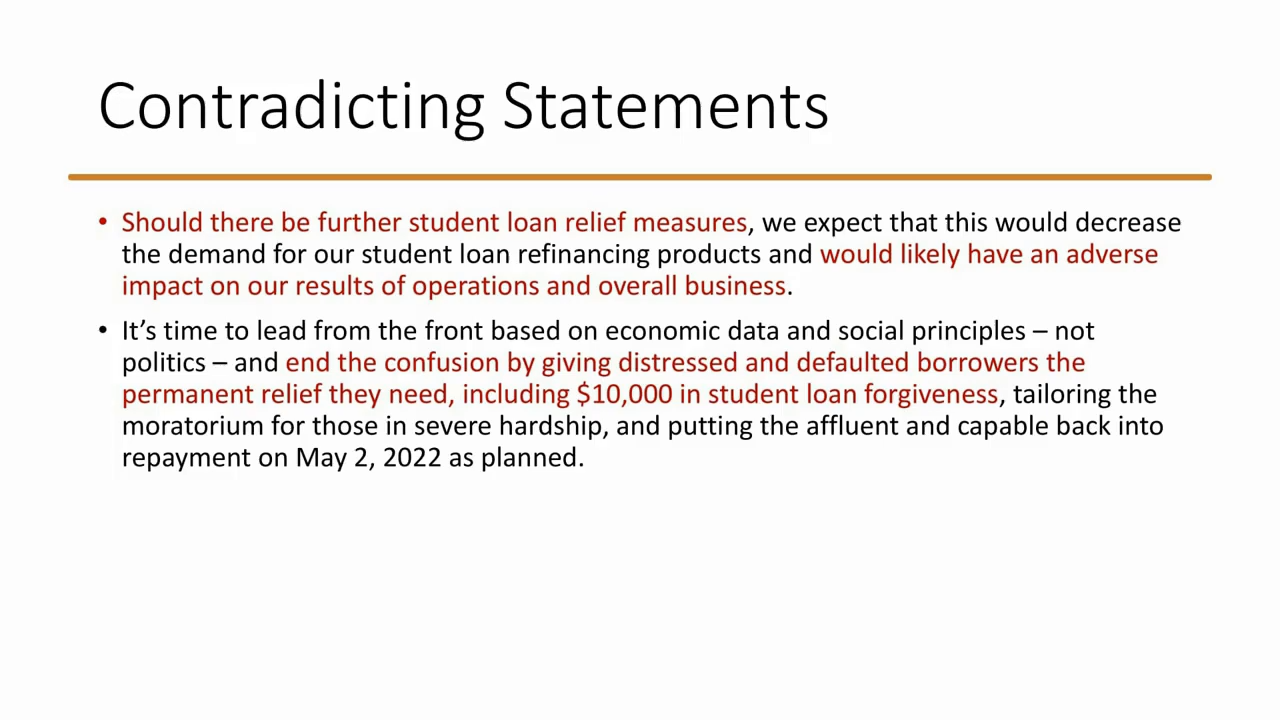 Contradicting Statements
• Should there be further student loan relief measures, we expect that this would decrease
the demand for our student loan refinancing products and would likely have an adverse
impact on our results of operations and overall business.
• It’s time to lead from the front based on economic data and social principles – not
politics – and end the confusion by giving distressed and defaulted borrowers the
permanent relief they need, including $10,000 in student loan forgiveness, tailoring the
moratorium for those in severe hardship, and putting the affluent and capable back into
repayment on May 2, 2022 as planned.